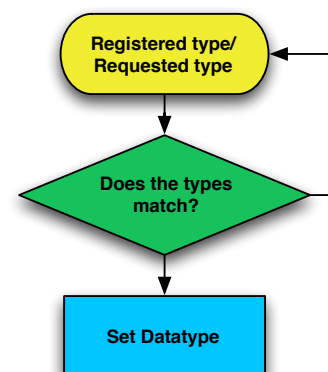 Registered type/
Requested type
Does the types
match?
Set Datatype